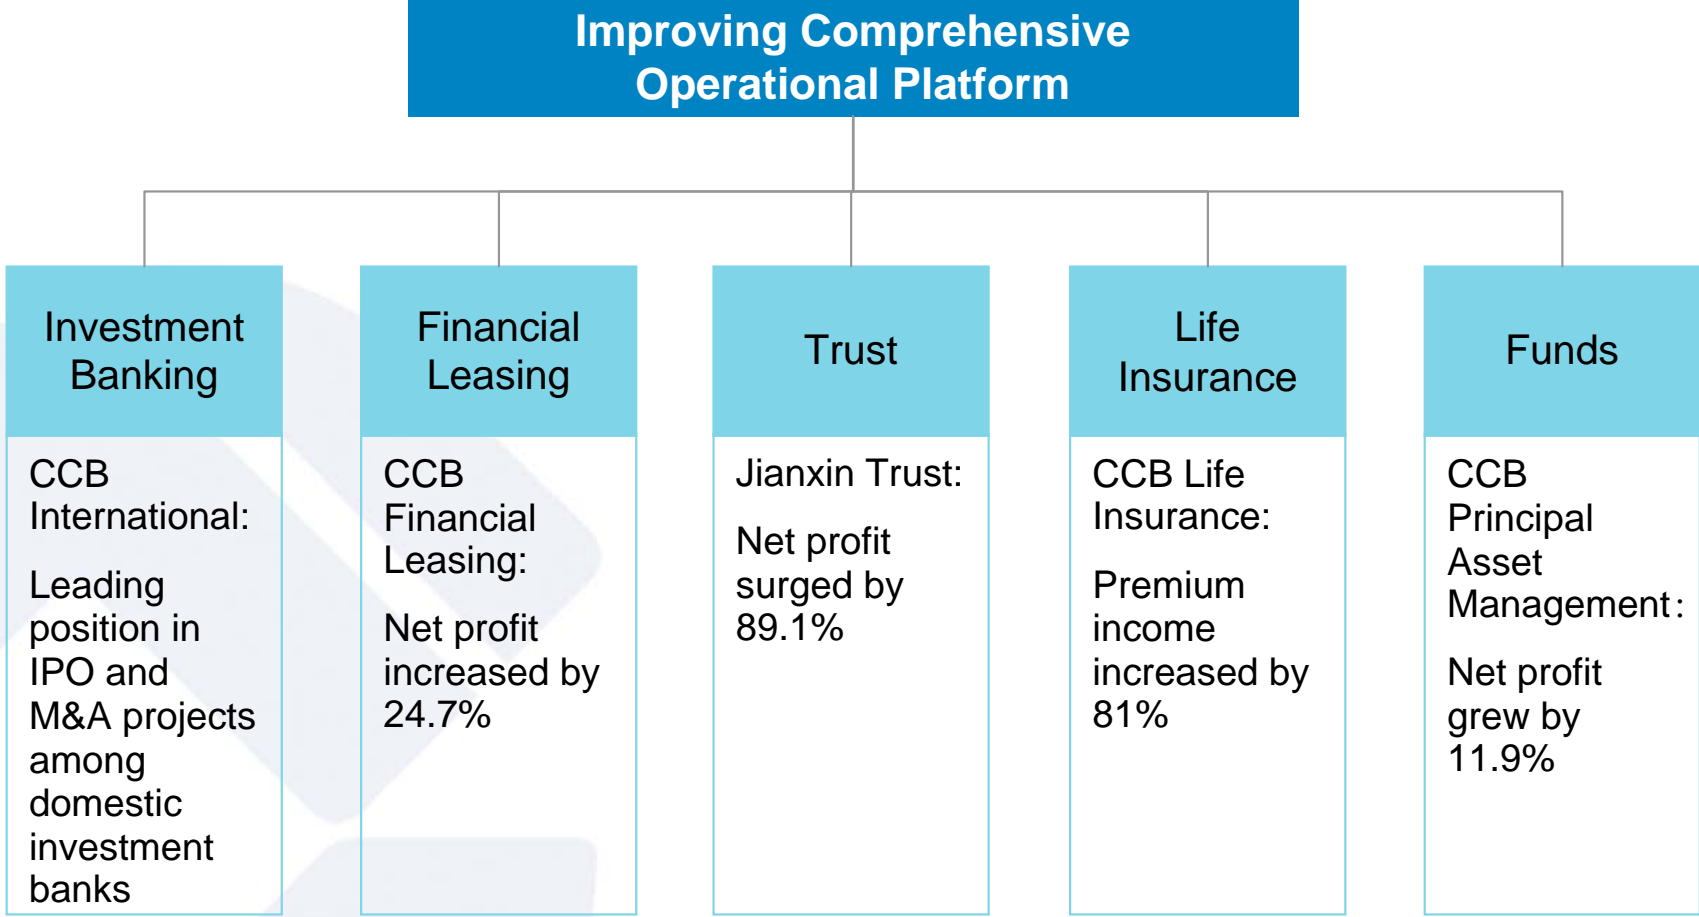 Improving Comprehensive
Operational Platform
Investment
Banking
CCB
International:
Leading
position in
IPO and
M&A projects
among
domestic
investment
banks
Financial
Leasing
CCB
Financial
Leasing:
Net profit
increased by
24.7%
Trust
Jianxin Trust:
Net profit
surged by
89.1%
Life
Insurance
CCB Life
Insurance:
Premium
income
increased by
81%
Funds
CCB
Principal
Asset
Management：
Net profit
grew by
11.9%